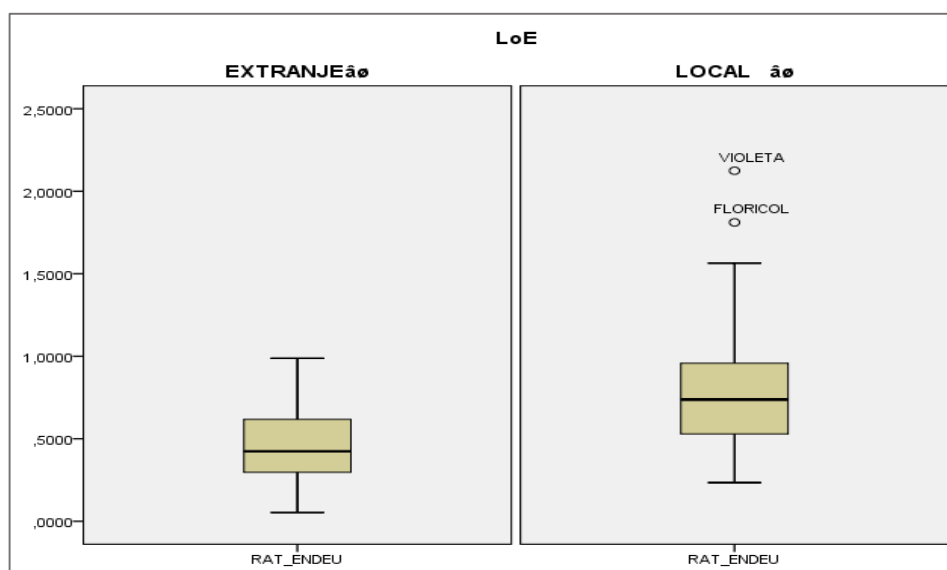 LoE
EXTRANJEâø
LOCAL âø
2,5000
2,0000
1,5000
1,0000
,5000
,0000
VIOLETA
FLORICOL
RAT_ENDEU
RAT_ENDEU